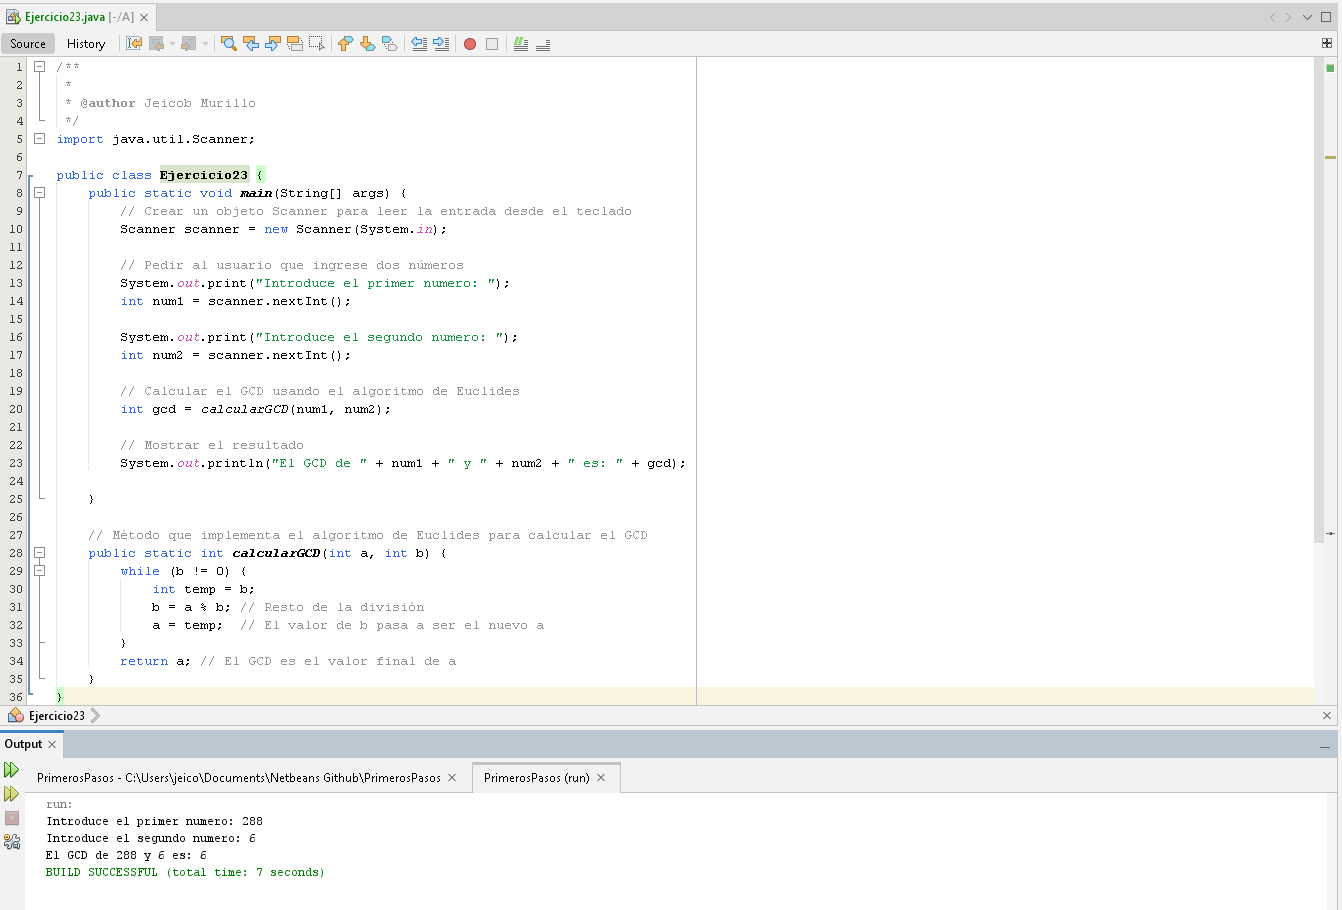 Ejercicio23.java [-/A]
Source History
1 /**
2 *
3 * @author Jeicob Murillo
4 */
5 import java.util.Scanner;
6
7 public class Ejercicio23 {
8 public static void main(String[] args) {
9 // Crear un objeto Scanner para leer la entrada desde el teclado
10 Scanner scanner = new Scanner(System.in);
11
12 // Pedir al usuario que ingrese dos números
13 System.out.print("Introduce el primer numero: ");
14 int num1 = scanner.nextInt();
15
16 System.out.print("Introduce el segundo numero: ");
17 int num2 = scanner.nextInt();
18
19 // Calcular el GCD usando el algoritmo de Euclides
20 int gcd = calcularGCD(num1, num2);
21
22 // Mostrar el resultado
23 System.out.println("El GCD de " + num1 + " y " + num2 + " es: " + gcd);
24
25 }
26
27 // Método que implementa el algoritmo de Euclides para calcular el GCD
28 public static int calcularGCD(int a, int b) {
29 while (b != 0) {
30 int temp = b;
31 b = a % b; // Resto de la división
32 a = temp; // El valor de b pasa a ser el nuevo a
33 }
34 return a; // El GCD es el valor final de a
35 }
36 }
Ejercicio23
Output
PrimerosPasos - C:\Users\jeico\Documents\Netbeans Github\PrimerosPasos PrimerosPasos (run)
run:
Introduce el primer numero: 288
Introduce el segundo numero: 6
El GCD de 288 y 6 es: 6
BUILD SUCCESSFUL (total time: 7 seconds)